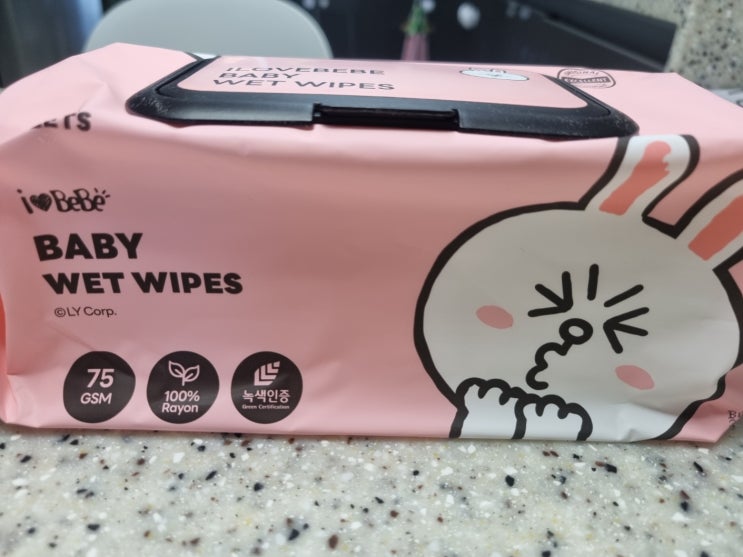 ILOVEBEBE
BABY
WET WIPES
EXCELLENT
i♥BeBe
BABY
WET WIPES
©LY Corp.
75
GSM
100%
Rayon
녹색인증
Green Certification